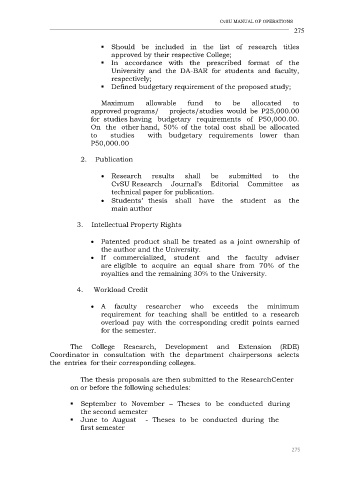 CvSU MANUAL OF OPERATIONS
275
▪ Should be included in the list of research titles
approved by their respective College;
▪ In accordance with the prescribed format of the
University and the DA-BAR for students and faculty,
respectively;
▪ Defined budgetary requirement of the proposed study;
Maximum allowable fund to be allocated to
approved programs/ projects/studies would be P25,000.00
for studies having budgetary requirements of P50,000.00.
On the other hand, 50% of the total cost shall be allocated
to studies with budgetary requirements lower than
P50,000.00
2. Publication
• Research results shall be submitted to the
CvSU Research Journal's Editorial Committee as
technical paper for publication.
• Students' thesis shall have the student as the
main author
3. Intellectual Property Rights
• Patented product shall be treated as a joint ownership of
the author and the University.
• If commercialized, student and the faculty adviser
are eligible to acquire an equal share from 70% of the
royalties and the remaining 30% to the University.
4. Workload Credit
• A faculty researcher who exceeds the minimum
requirement for teaching shall be entitled to a research
overload pay with the corresponding credit points earned
for the semester.
The College Research, Development and Extension (RDE)
Coordinator in consultation with the department chairpersons selects
the entries for their corresponding colleges.
The thesis proposals are then submitted to the ResearchCenter
on or before the following schedules:
▪ September to November – Theses to be conducted during
the second semester
▪ June to August - Theses to be conducted during the
first semester
275